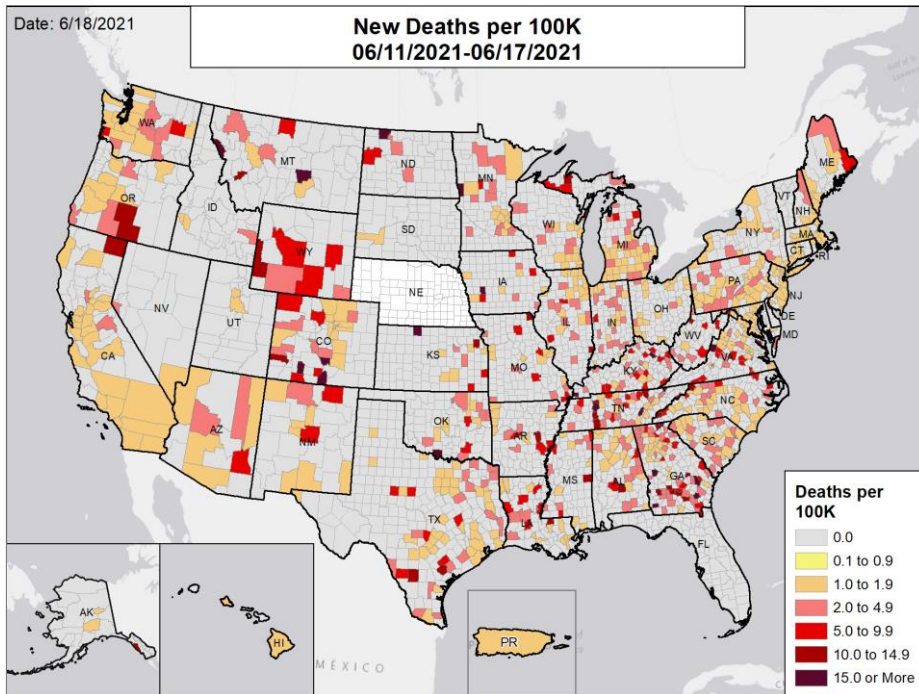 Date: 6/18/2021
New Deaths per 100K
06/11/2021-06/17/2021
WA
MT
ND
MN
ME
OR
ID
SD
WI
MI
VT
NH
NY
MA
CT
RI
WY
NE
IA
PA
NJ
NV
UT
CO
IL
IN
OH
DE
MD
WV
VA
CA
KS
MO
KY
AZ
NM
OK
AR
TN
NC
SC
MS
AL
GA
TX
LA
FL
AK
HI
PR
MÉXICO
Deaths per
100K
0.0
0.1 to 0.9
1.0 to 1.9
2.0 to 4.9
5.0 to 9.9
10.0 to 14.9
15.0 or More